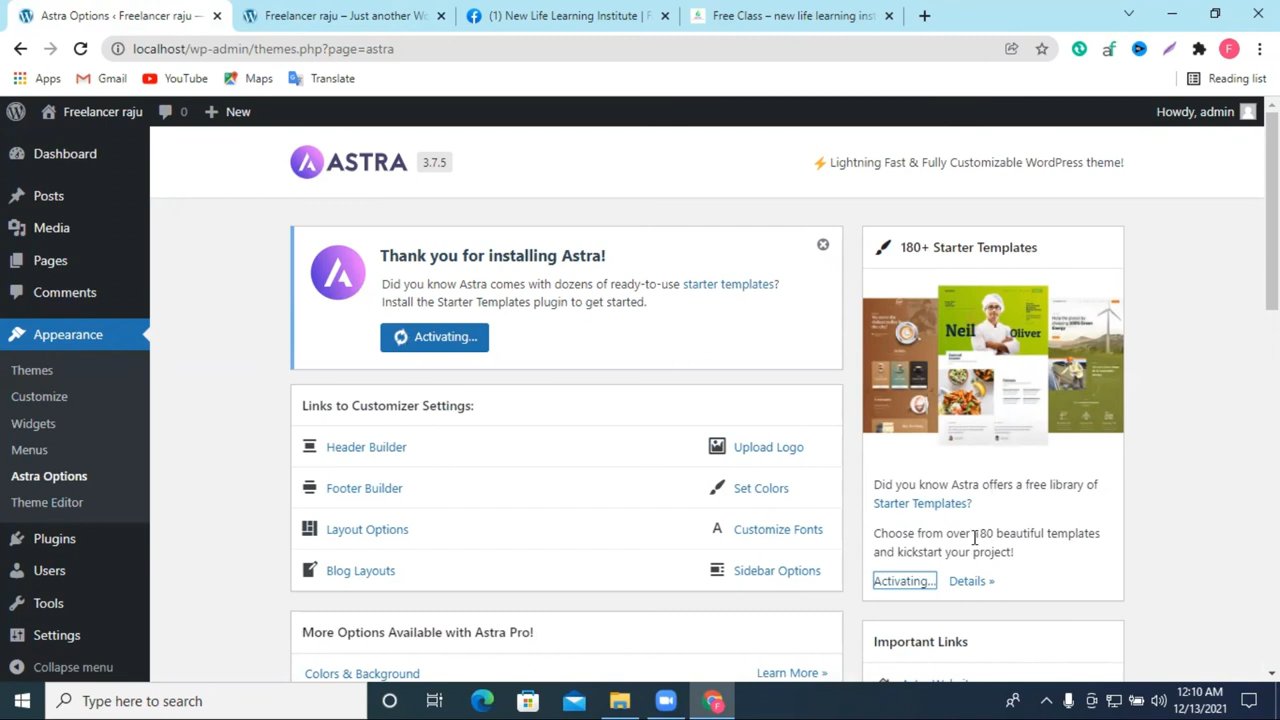 Astra Options ‹ Freelancer raju —
Freelancer raju – Just another Wo
(1) New Life Learning Institute | F
Free Class – new life learning inst
localhost/wp-admin/themes.php?page=astra
F
Apps
Gmail
YouTube
Maps
Translate
Reading list
Freelancer raju
0
New
Howdy, admin
Dashboard
Posts
Media
Pages
Comments
Appearance
Themes
Customize
Widgets
Menus
Astra Options
Theme Editor
Plugins
Users
Tools
Settings
Collapse menu
ASTRA
3.7.5
Lightning Fast & Fully Customizable WordPress theme!
Thank you for installing Astra!
Did you know Astra comes with dozens of ready-to-use starter templates?
Install the Starter Templates plugin to get started.
Activating...
Links to Customizer Settings:
Header Builder
Upload Logo
Footer Builder
Set Colors
Layout Options
Customize Fonts
Blog Layouts
Sidebar Options
More Options Available with Astra Pro!
Colors & Background
Learn More »
180+ Starter Templates
Neil
Oliver
Did you know Astra offers a free library of
Starter Templates?
Choose from over 180 beautiful templates
and kickstart your project!
Activating...
Details »
Important Links
Type here to search
12:10 AM
12/13/2021